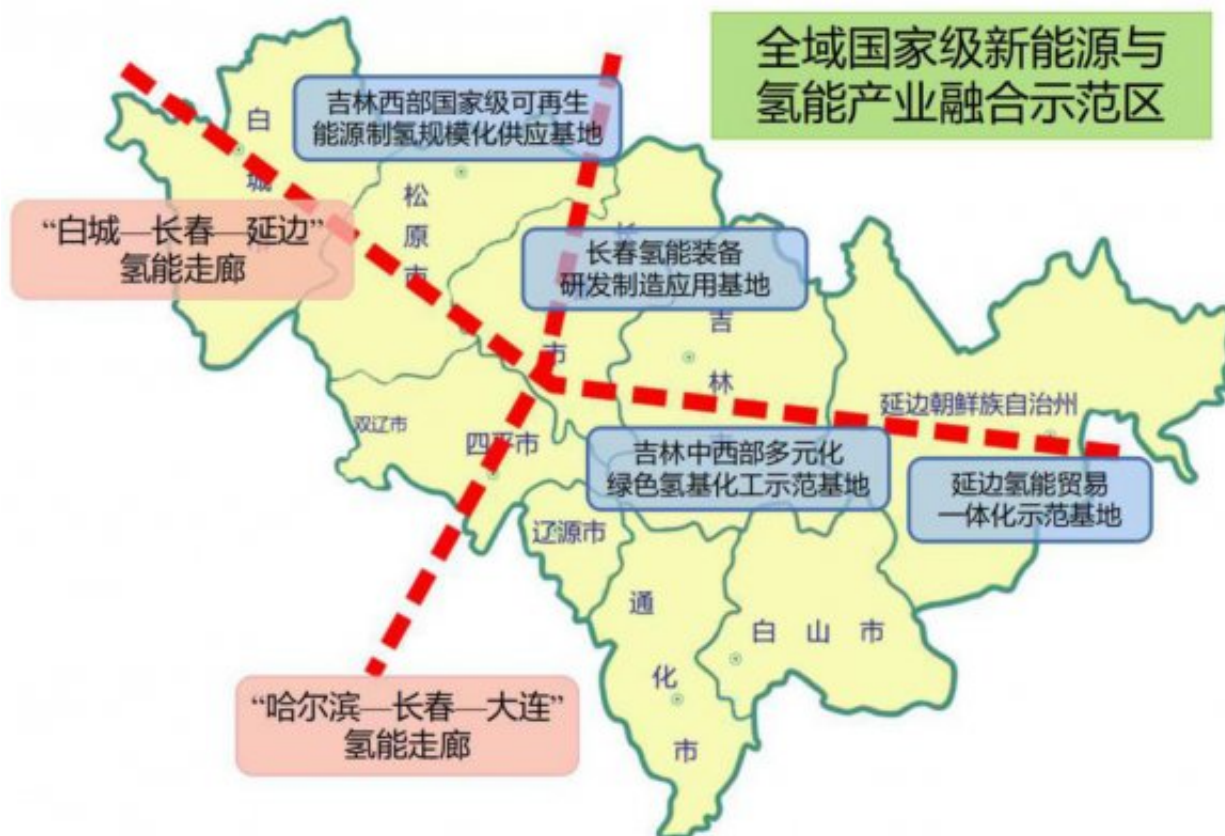 全域国家级新能源与
氢能产业融合示范区
吉林西部国家级可再生
能源制氢规模化供应基地
白
城
松
原
市
“白城—长春—延边”
氢能走廊
长
长春氢能装备
研发制造应用基地
市
吉
林
延边朝鲜族自治州
双辽市
四平市
吉林中西部多元化
绿色氢基化工示范基地
延边氢能贸易
一体化示范基地
辽源市
通
化
市
白山市
“哈尔滨—长春—大连”
氢能走廊